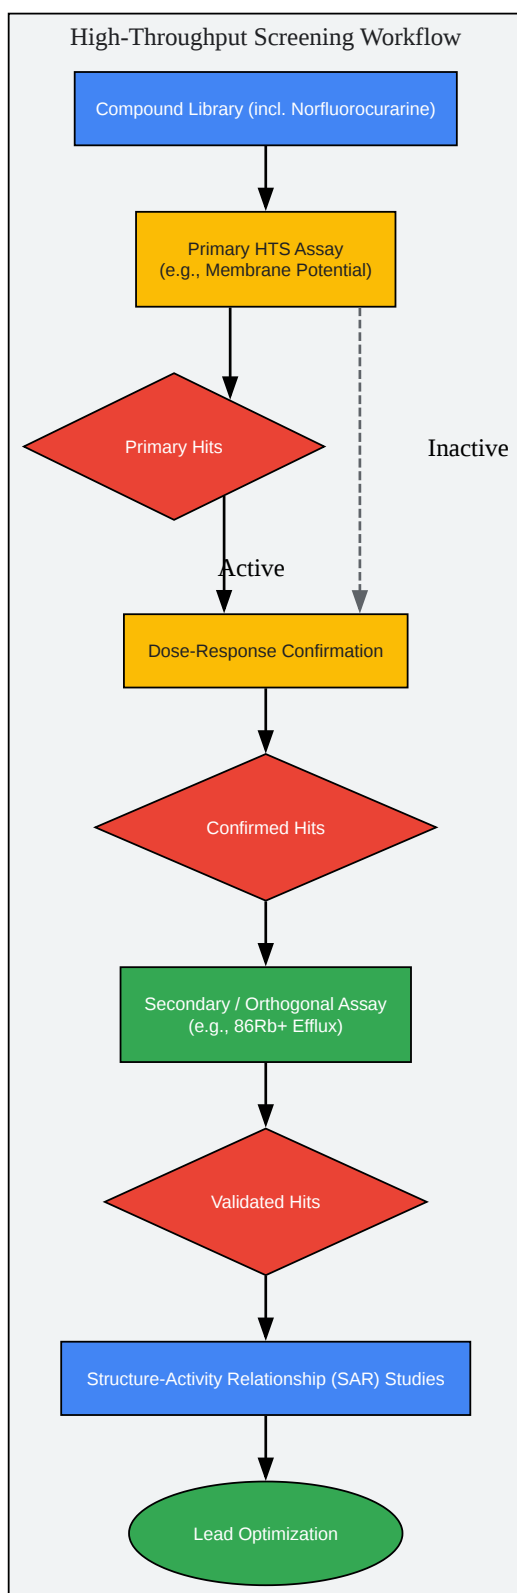 High-Throughput Screening Workflow
Compound Library (incl. Norfluorocurarine)
Primary HTS Assay
(e.g., Membrane Potential)
Primary Hits
Inactive
Active
Dose-Response Confirmation
Confirmed Hits
Secondary / Orthogonal Assay
(e.g., 86Rb+ Efflux)
Validated Hits
Structure-Activity Relationship (SAR) Studies
Lead Optimization